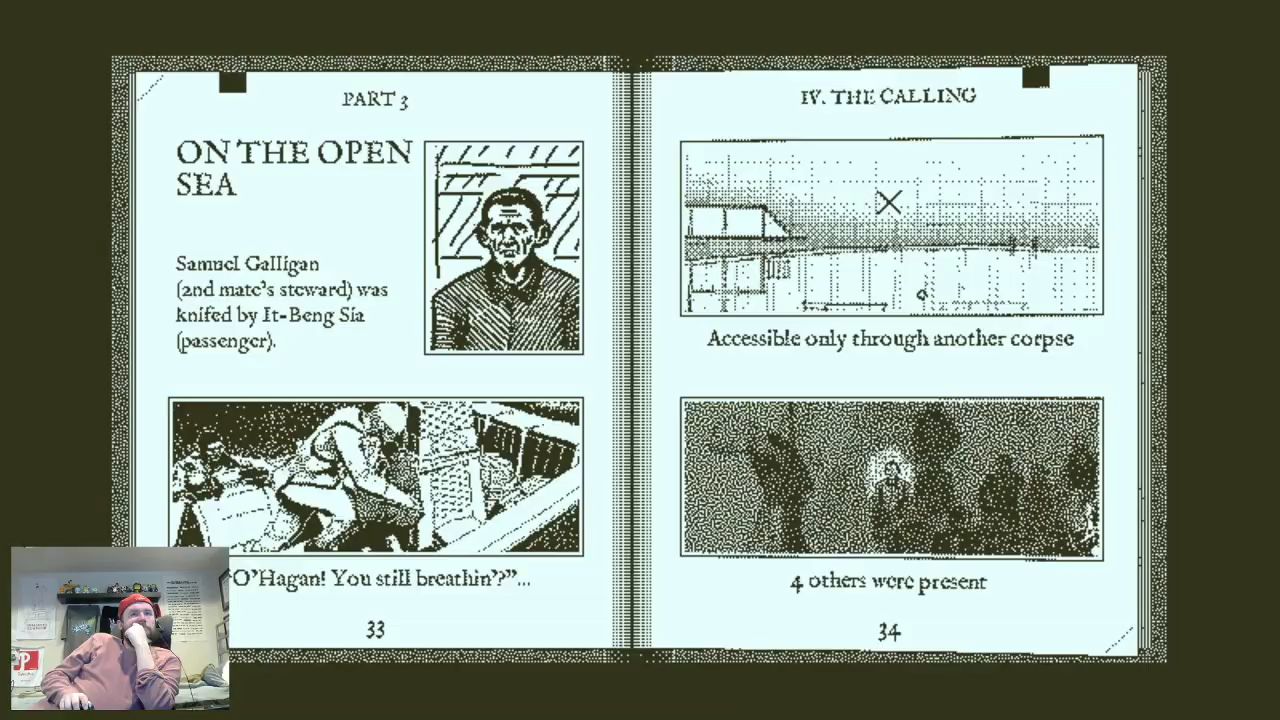 PART 3
ON THE OPEN
SEA
Samuel Galligan
(2nd mate's steward) was
knifed by It-Beng Sia
(passenger).
"O'Hagan! You still breathin'?"...
33
IV. THE CALLING
Accessible only through another corpse
4 others were present
34